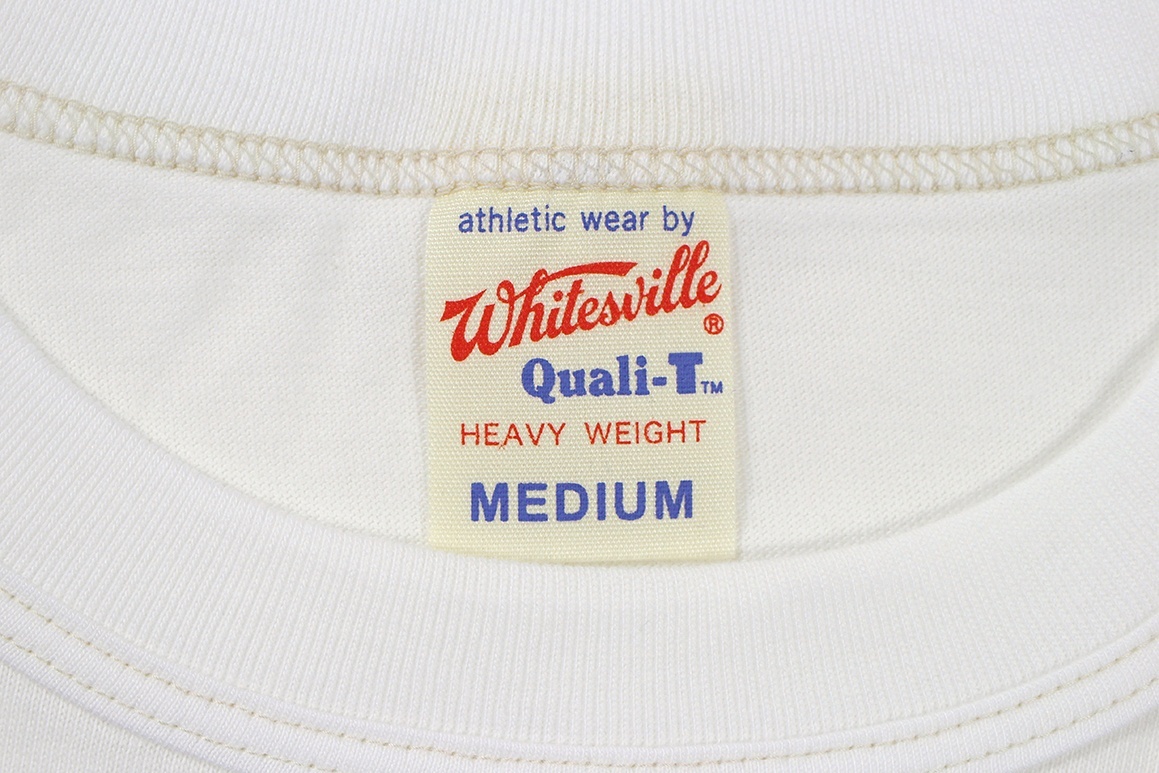 athletic wear by
Whitesville®
Quali-T™
HEAVY WEIGHT
MEDIUM